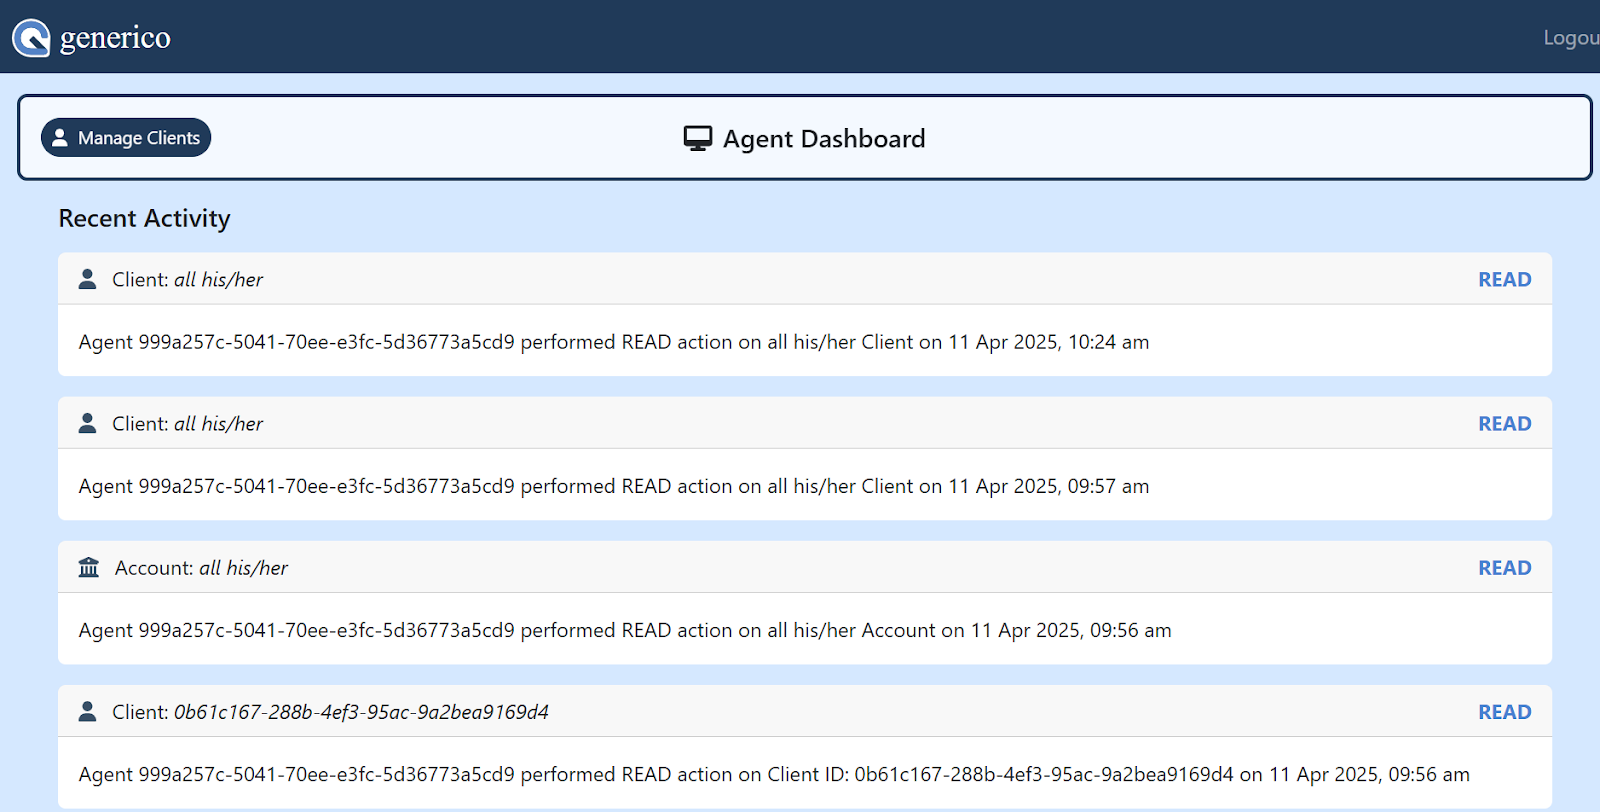 generico
Logou
Manage Clients
Agent Dashboard
Recent Activity
Client: all his/her
READ
Agent 999a257c-5041-70ee-e3fc-5d36773a5cd9 performed READ action on all his/her Client on 11 Apr 2025, 10:24 am
Client: all his/her
READ
Agent 999a257c-5041-70ee-e3fc-5d36773a5cd9 performed READ action on all his/her Client on 11 Apr 2025, 09:57 am
Account: all his/her
READ
Agent 999a257c-5041-70ee-e3fc-5d36773a5cd9 performed READ action on all his/her Account on 11 Apr 2025, 09:56 am
Client: 0b61c167-288b-4ef3-95ac-9a2bea9169d4
READ
Agent 999a257c-5041-70ee-e3fc-5d36773a5cd9 performed READ action on Client ID: 0b61c167-288b-4ef3-95ac-9a2bea9169d4 on 11 Apr 2025, 09:56 am